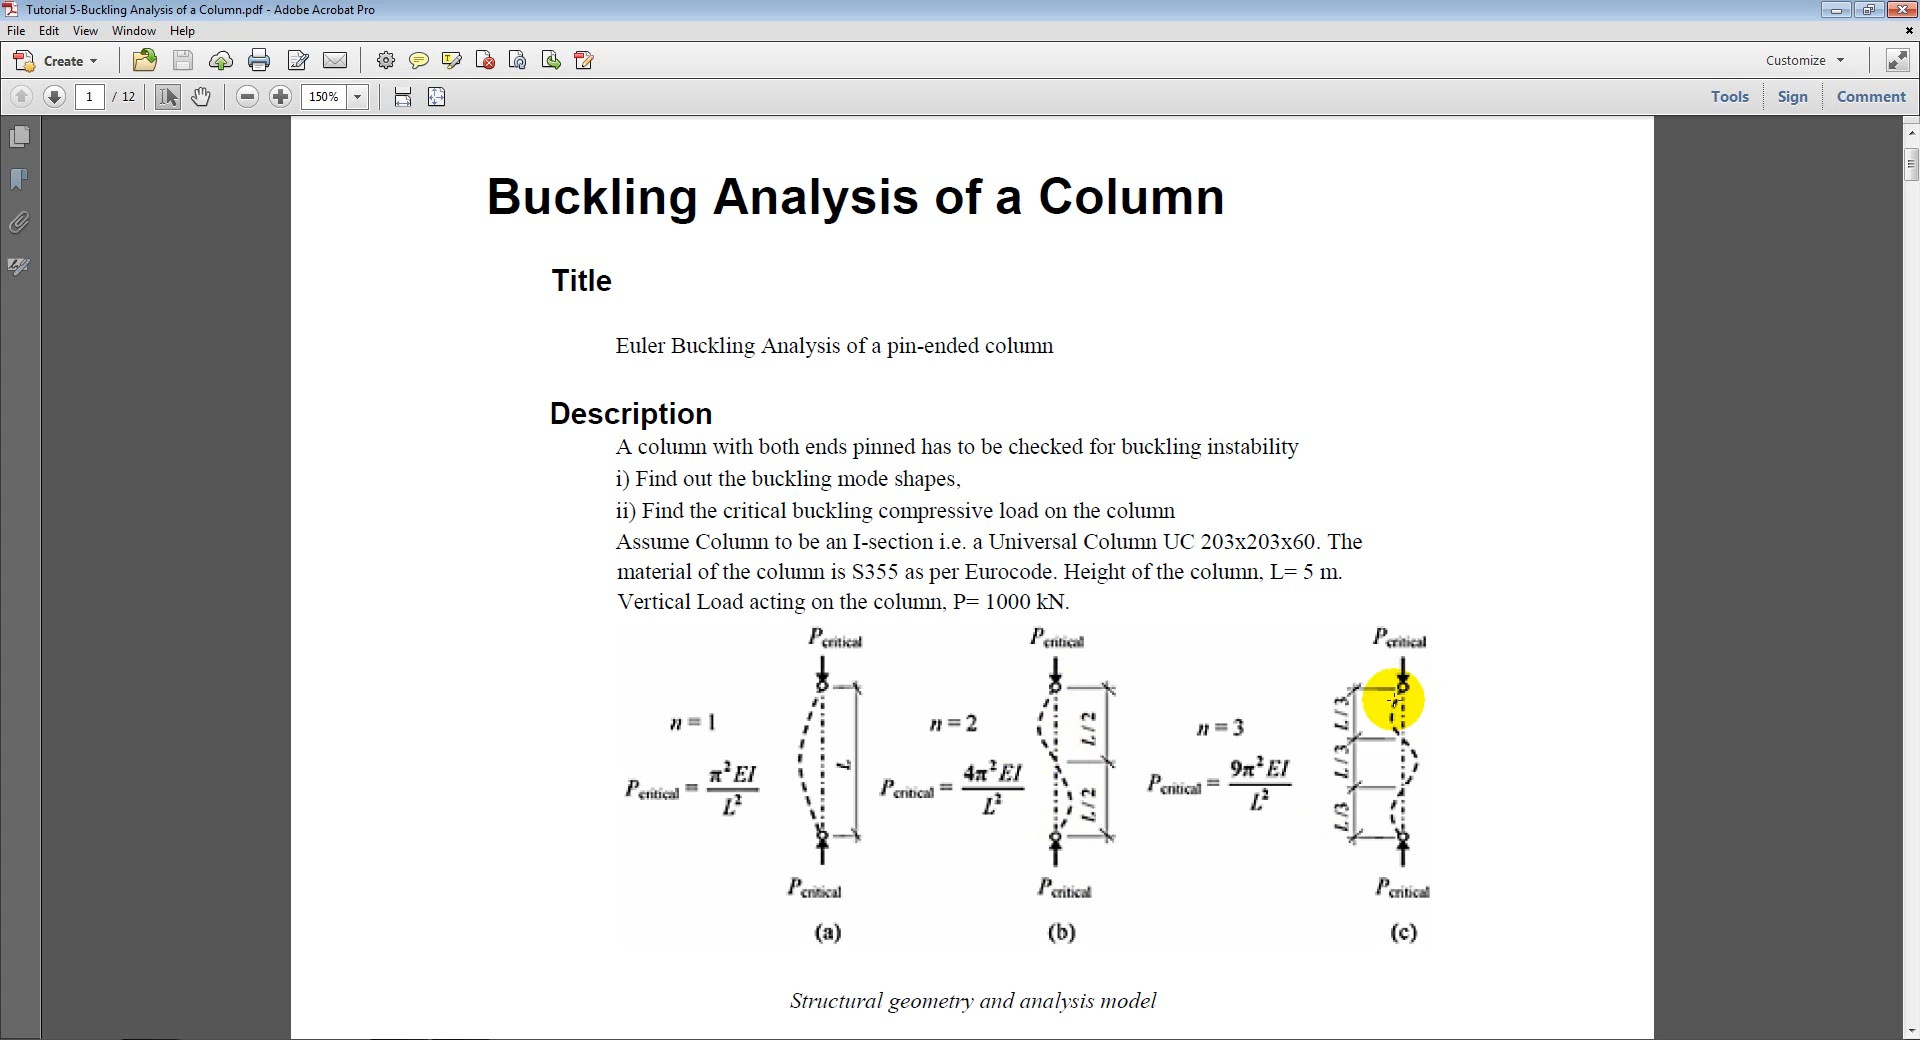 Tutorial 5-Buckling Analysis of a Column.pdf - Adobe Acrobat Pro
File Edit View Window Help
Create
Customize
1 / 12
150%
Tools Sign Comment
Buckling Analysis of a Column
Title
Euler Buckling Analysis of a pin-ended column
Description
A column with both ends pinned has to be checked for buckling instability
i) Find out the buckling mode shapes,
ii) Find the critical buckling compressive load on the column
Assume Column to be an I-section i.e. a Universal Column UC 203x203x60. The
material of the column is S355 as per Eurocode. Height of the column, L= 5 m.
Vertical Load acting on the column, P= 1000 kN.
Pcritical Pcritical Pcritical
n = 1 L n = 2 L/2 L/2 n = 3 L/3 L/3 L/3
Pcritical = π²EI / L² Pcritical = 4π²EI / L² Pcritical = 9π²EI / L²
Pcritical Pcritical Pcritical
(a) (b) (c)
Structural geometry and analysis model